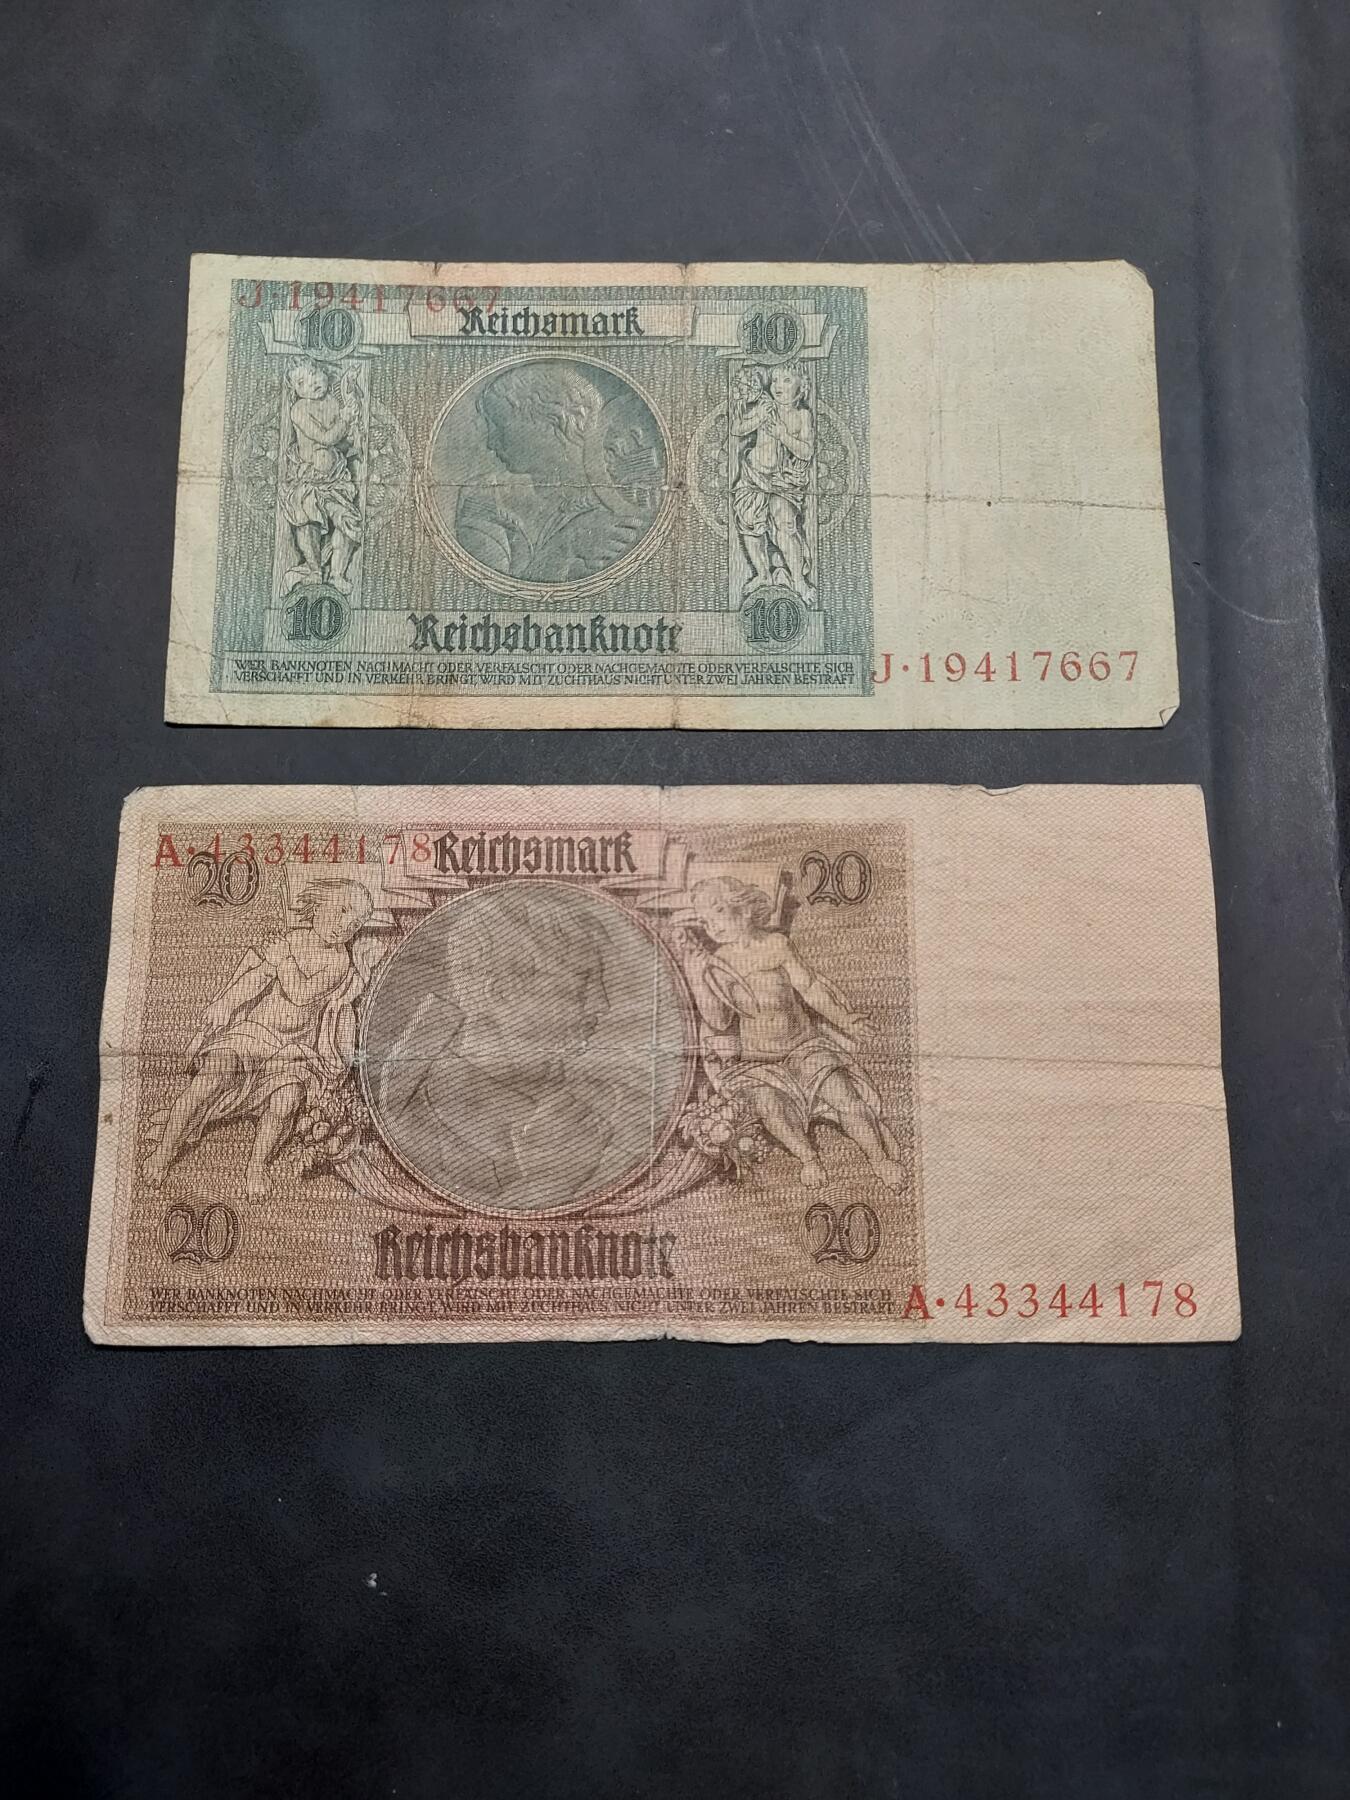 J·19417667
10 Reichsmark 10
10 Reichsbanknote 10
WER BANKNOTEN NACHMACHT ODER VERFÄLSCHT ODER NACHGEMACHTE ODER VERFÄLSCHTE SICH
VERSCHAFFT UND IN VERKEHR BRINGT, WIRD MIT ZUCHTHAUS NICHT UNTER ZWEI JAHREN BESTRAFT
J·19417667
A·43344178
20 Reichsmark 20
20 Reichsbanknote 20
WER BANKNOTEN NACHMACHT ODER VERFÄLSCHT ODER NACHGEMACHTE ODER VERFÄLSCHTE SICH
VERSCHAFFT UND IN VERKEHR BRINGT, WIRD MIT ZUCHTHAUS NICHT UNTER ZWEI JAHREN BESTRAFT
A·43344178